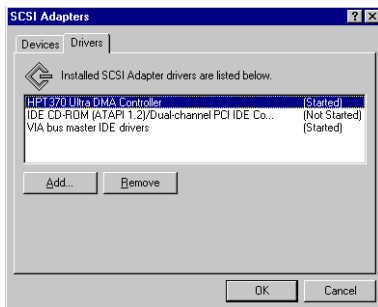 SCSI Adapters
Devices Drivers
Installed SCSI Adapter drivers are listed below.
HPT370 Ultra DMA Controller (Started)
IDE CD-ROM (ATAPI 1.2)/Dual-channel PCI IDE Co... (Not Started)
VIA bus master IDE drivers (Started)
Add... Remove
OK Cancel